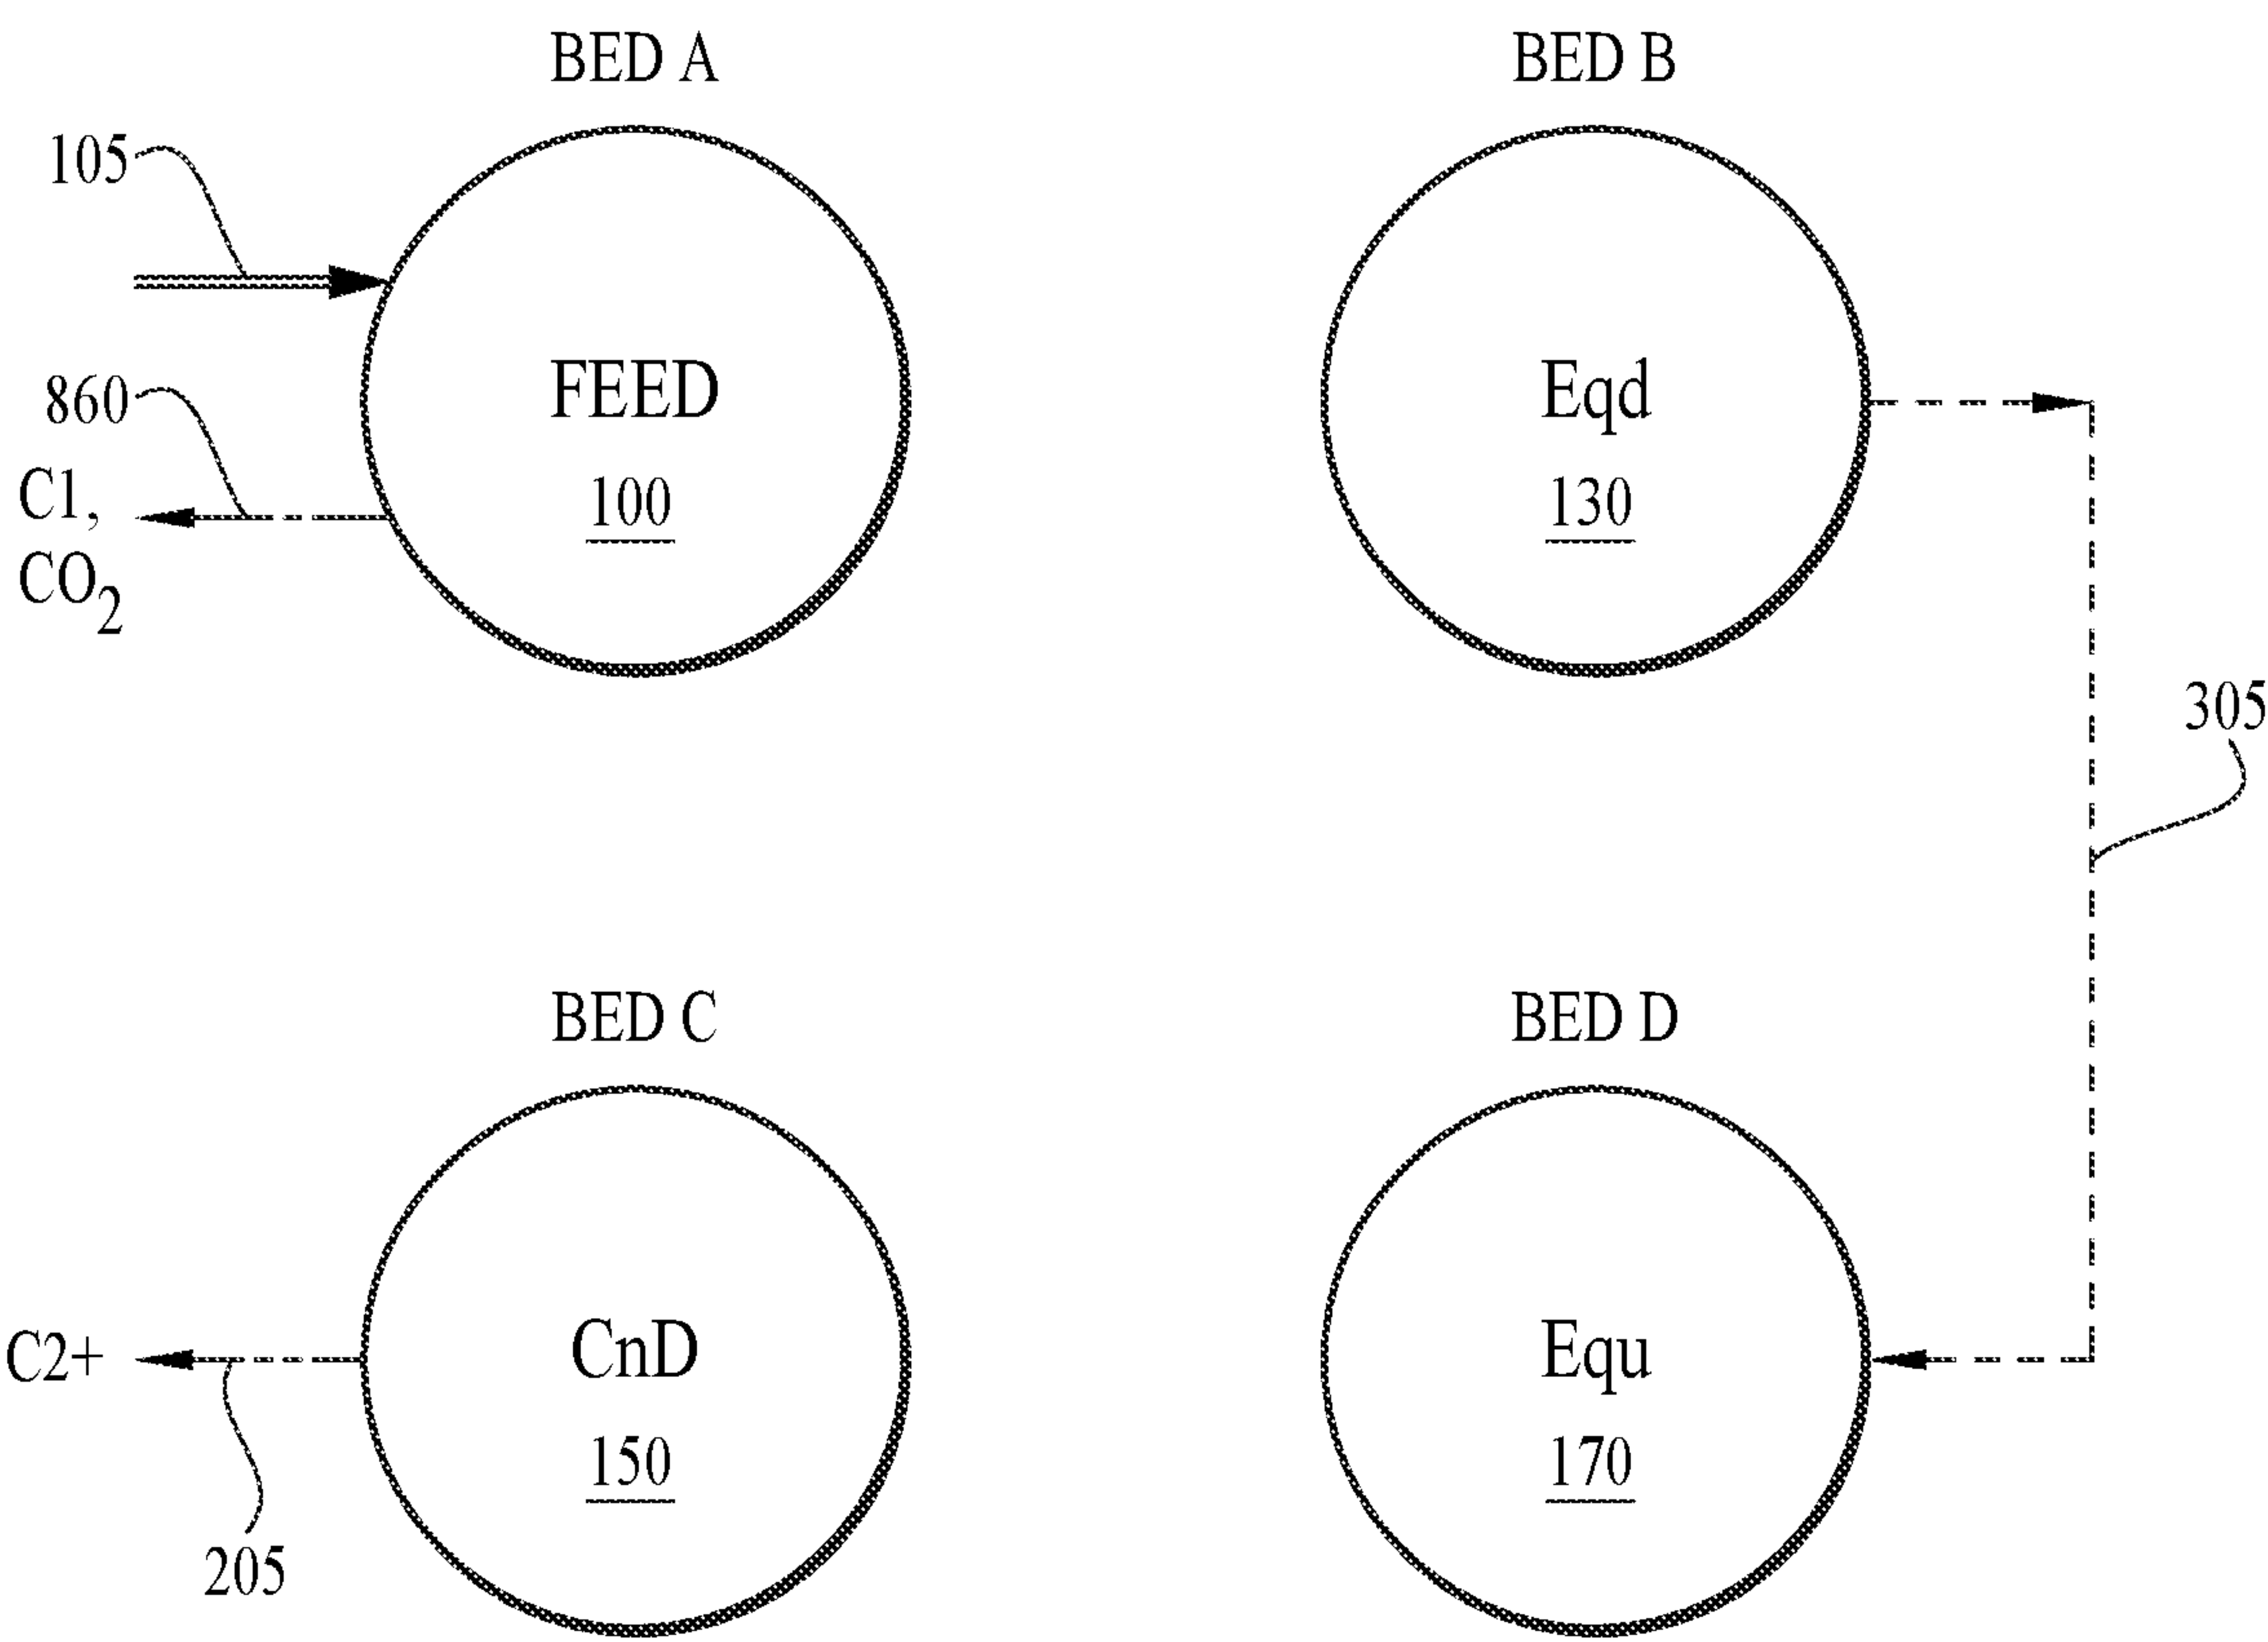 BED A
BED B
105
FEED
100
860
C1,
CO2
Eqd
130
305
BED C
BED D
C2+
CnD
150
205
Equ
170